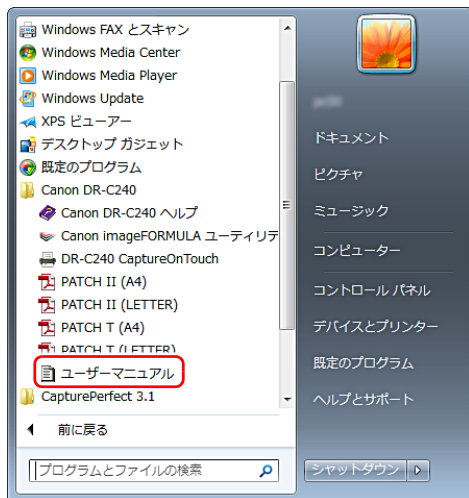 Windows FAX とスキャン
Windows Media Center
Windows Media Player
Windows Update
XPS ビューアー
デスクトップ ガジェット
既定のプログラム
Canon DR-C240
Canon DR-C240 ヘルプ
Canon imageFORMULA ユーティリテ
DR-C240 CaptureOnTouch
PATCH II (A4)
PATCH II (LETTER)
PATCH T (A4)
PATCH T (LETTER)
ユーザーマニュアル
CapturePerfect 3.1
前に戻る
プログラムとファイルの検索
ドキュメント
ピクチャ
ミュージック
コンピューター
コントロール パネル
デバイスとプリンター
既定のプログラム
ヘルプとサポート
シャットダウン